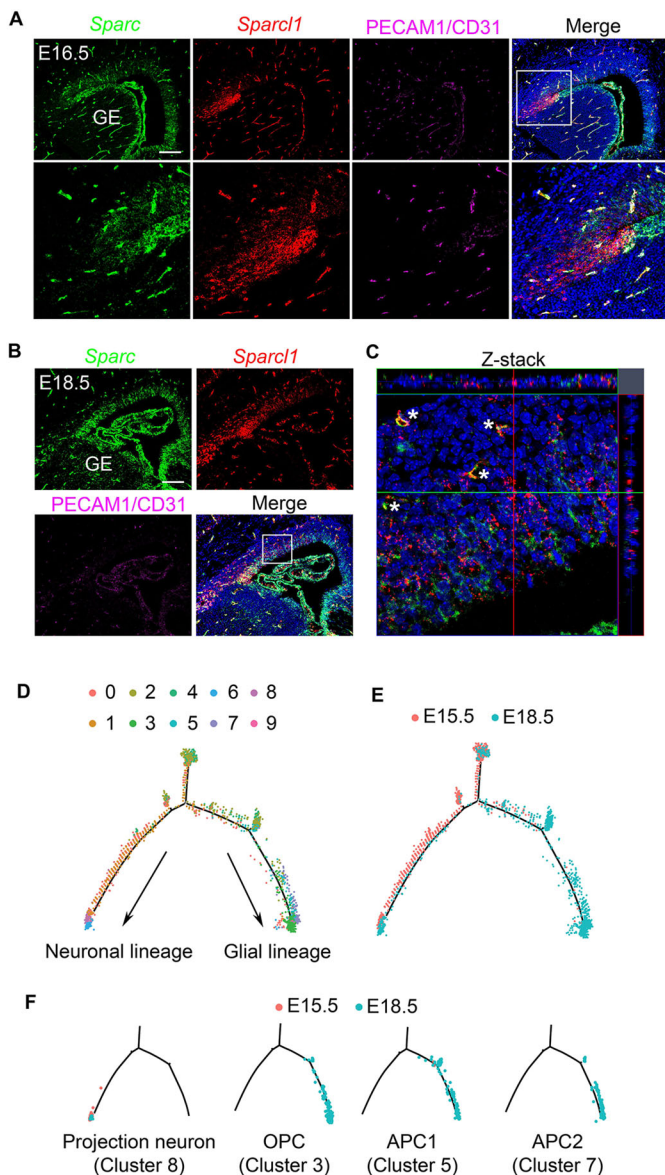 A
Sparc Sparcl1 PECAM1/CD31 Merge
E16.5
GE
B
Sparc Sparcl1
E18.5
GE
PECAM1/CD31 Merge
C
Z-stack
*
*
*
*
D
0 2 4 6 8
1 3 5 7 9
Neuronal lineage Glial lineage
E
E15.5 E18.5
F
E15.5 E18.5
Projection neuron OPC APC1 APC2
(Cluster 8) (Cluster 3) (Cluster 5) (Cluster 7)